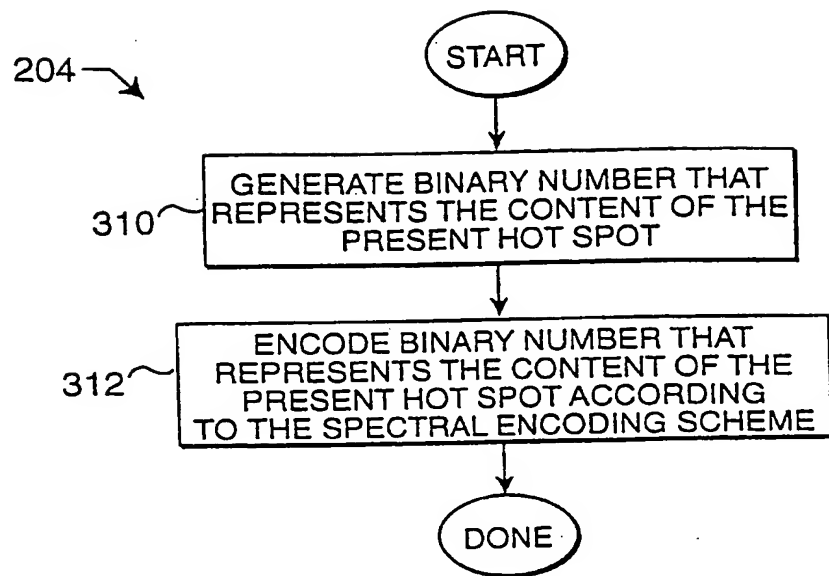 204
START
310
GENERATE BINARY NUMBER THAT
REPRESENTS THE CONTENT OF THE
PRESENT HOT SPOT.
312
ENCODE BINARY NUMBER THAT
REPRESENTS THE CONTENT OF THE
PRESENT HOT SPOT ACCORDING
TO THE SPECTRAL ENCODING SCHEME
DONE